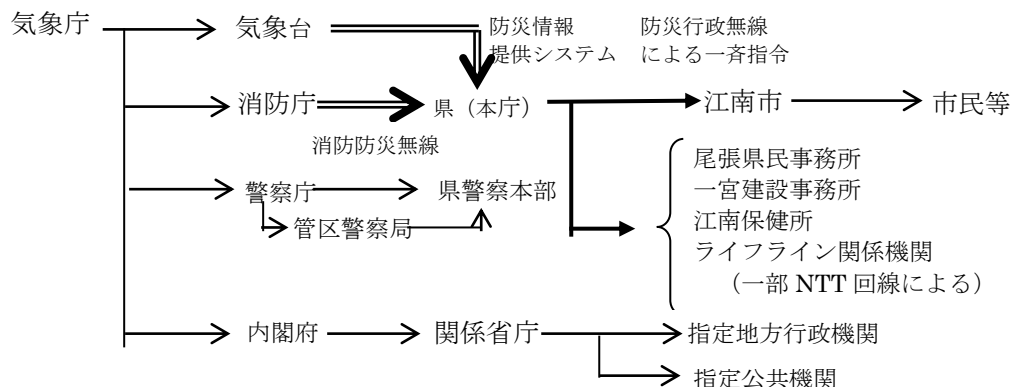 気象庁
気象台
防災情報
提供システム
防災行政無線
による一斉指令
消防庁
県（本庁）
江南市
市民等
消防防災無線
警察庁
県警察本部
管区警察局
尾張県民事務所
一宮建設事務所
江南保健所
ライフライン関係機関
（一部 NTT 回線による）
内閣府
関係省庁
指定地方行政機関
指定公共機関